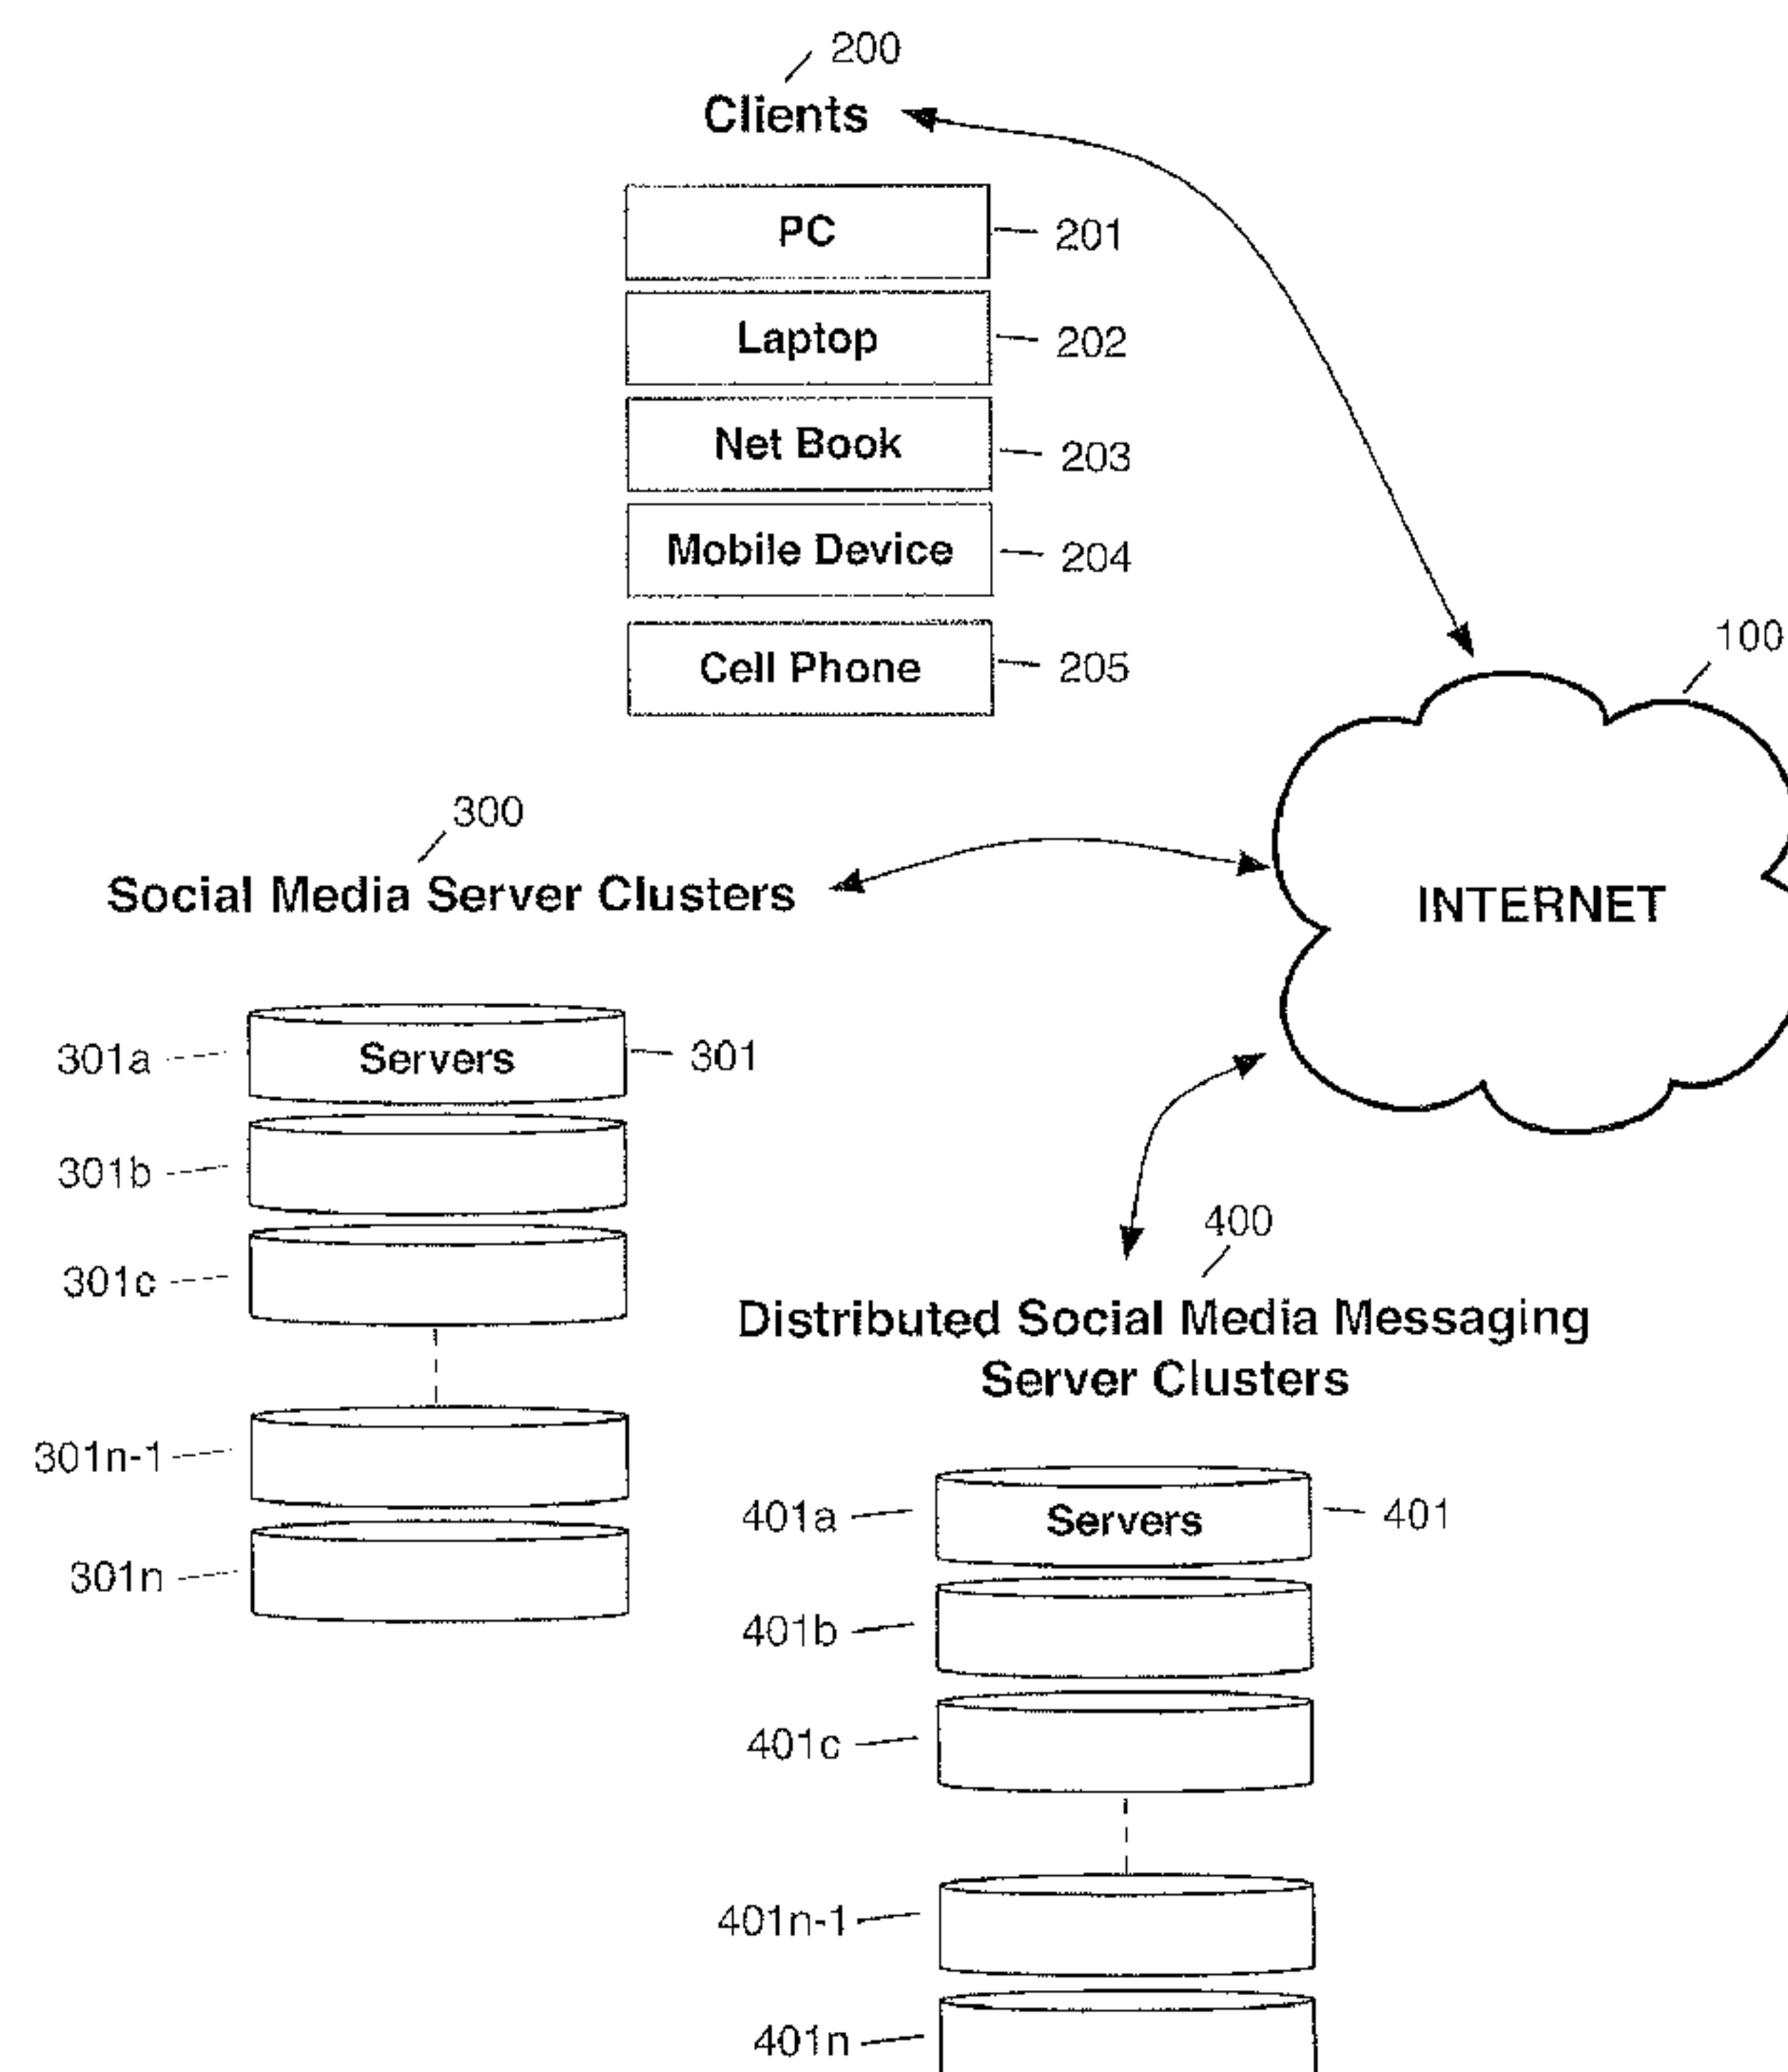 200
Clients
PC
201
Laptop
202
Net Book
203
Mobile Device
204
Cell Phone
205
100
INTERNET
300
Social Media Server Clusters
301a
Servers
301
301b
301c
301n-1
301n
400
Distributed Social Media Messaging
Server Clusters
401a
Servers
401
401b
401c
401n-1
401n